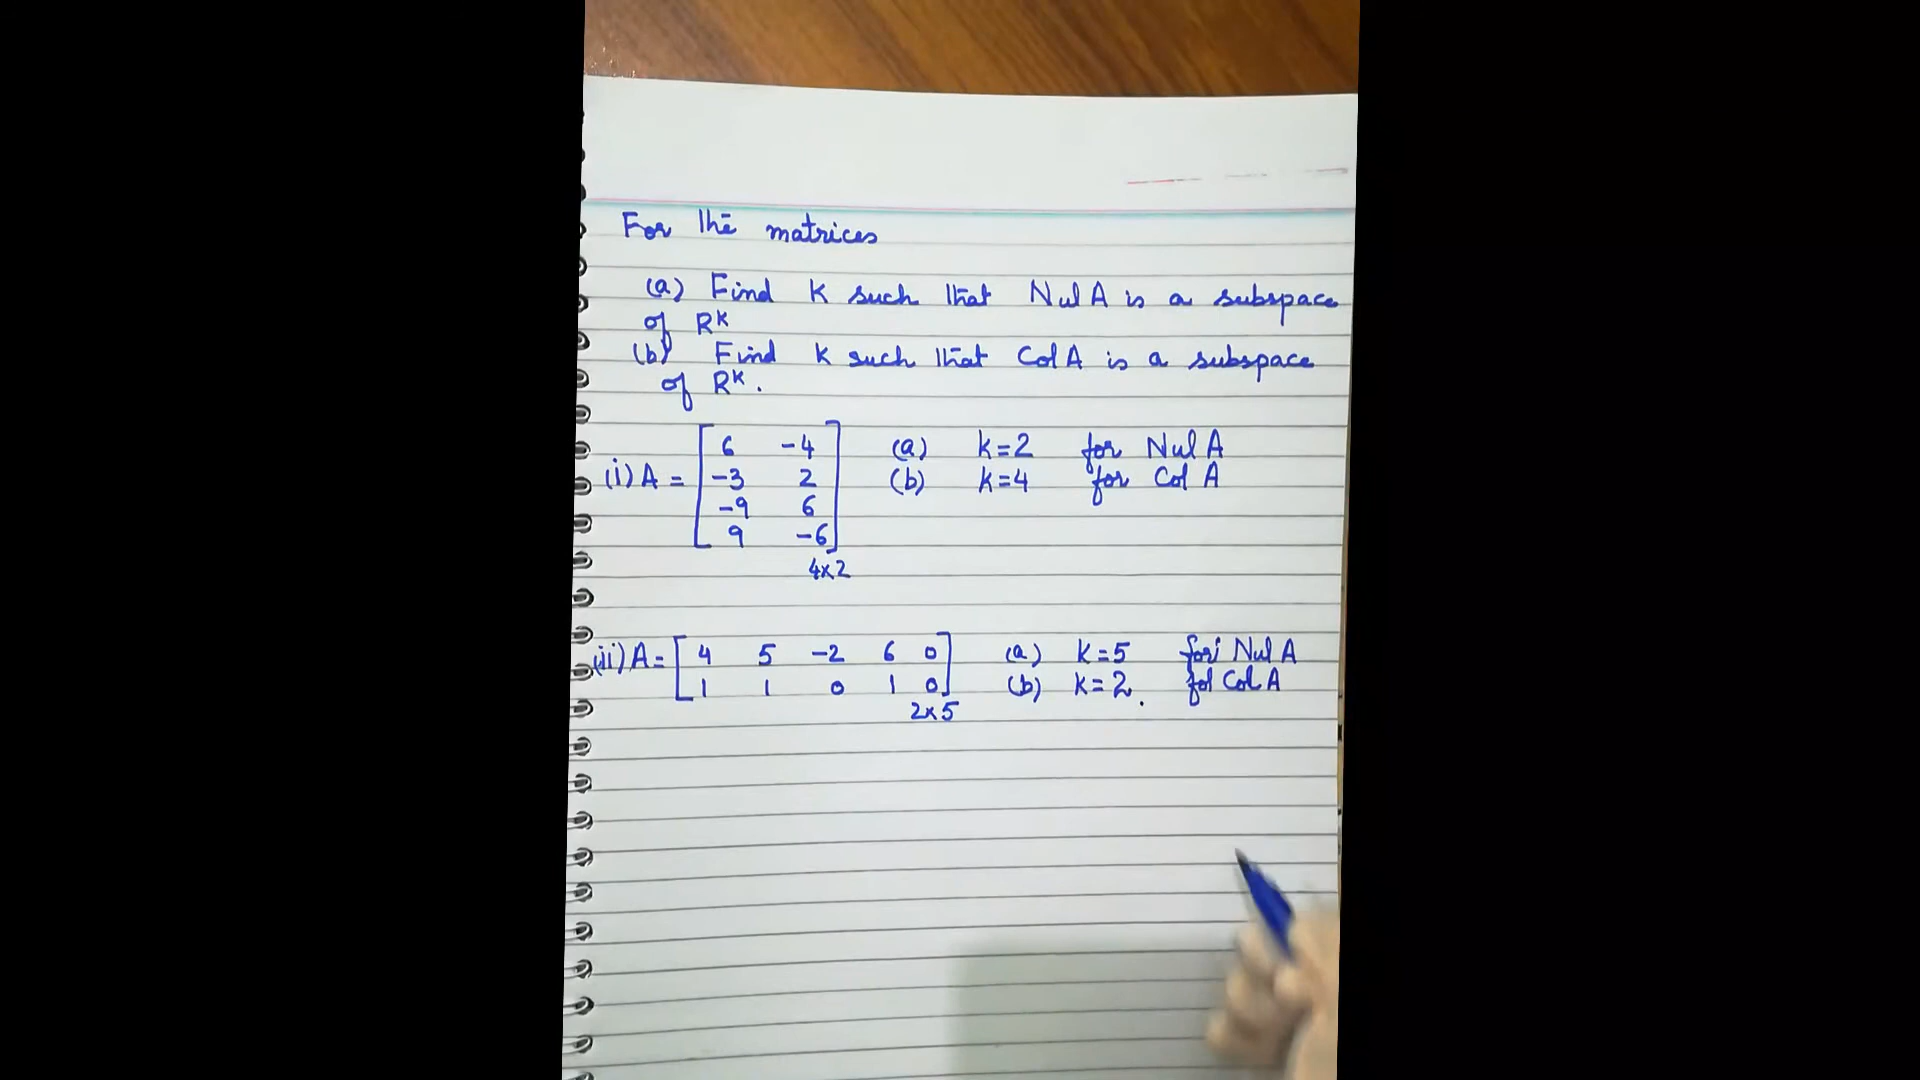 For the matrices
(a) Find K such that Nul A is a subspace
of R^K
(b) Find K such that Col A is a subspace
of R^K.
(i) A = [ 6 -4 (a) k=2 for Nul A
-3 2 (b) k=4 for Col A
-9 6
9 -6 ]
4x2
(ii) A = [ 4 5 -2 6 0 (a) K=5 for Nul A
1 1 0 1 0 ] (b) K=2. for Col A
2x5